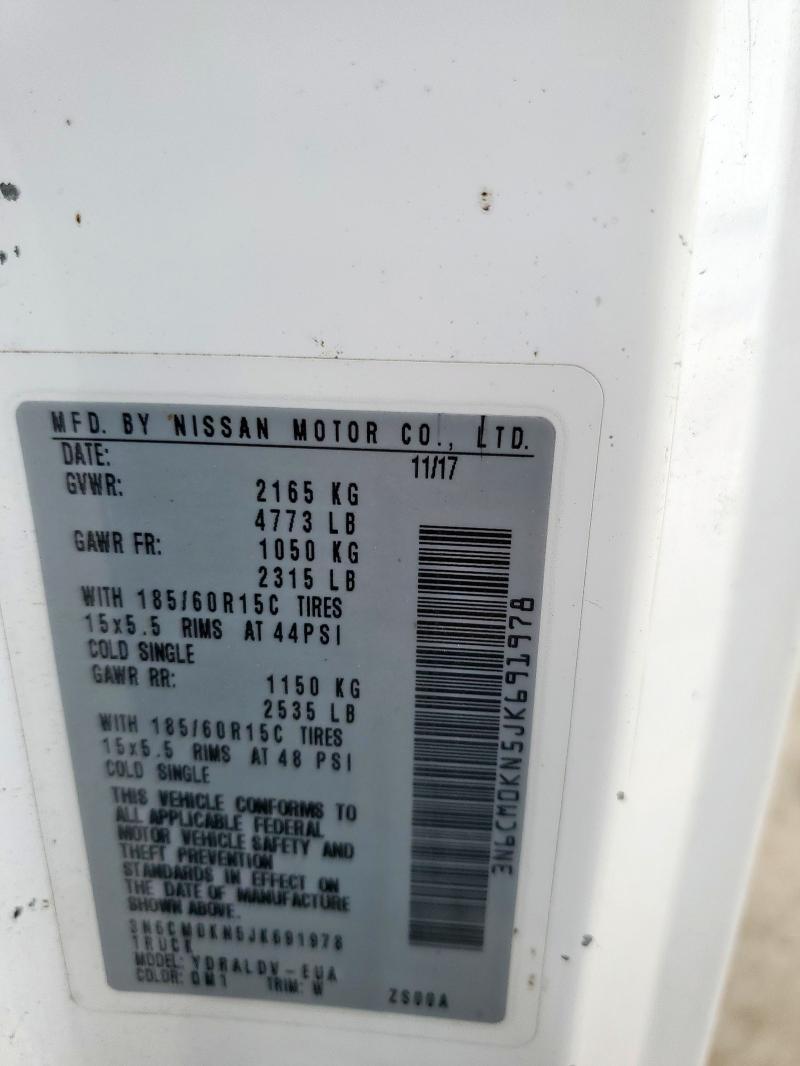 MFD. BY NISSAN MOTOR CO., LTD.
DATE: 11/17
GVWR: 2165 KG
4773 LB
GAWR FR: 1050 KG
2315 LB
WITH 185/60R15C TIRES
15x5.5 RIMS AT 44PSI
COLD SINGLE
GAWR RR: 1150 KG
2535 LB
WITH 185/60R15C TIRES
15x5.5 RIMS AT 48 PSI
COLD SINGLE
THIS VEHICLE CONFORMS TO
ALL APPLICABLE FEDERAL
MOTOR VEHICLE SAFETY AND
THEFT PREVENTION
STANDARDS IN EFFECT ON
THE DATE OF MANUFACTURE
SHOWN ABOVE.
3N6CM0KN5JK691978
TRUCK
MODEL: YDRALDV-EUA
COLOR: QM1 TRIM: W ZS00A
3N6CM0KN5JK691978